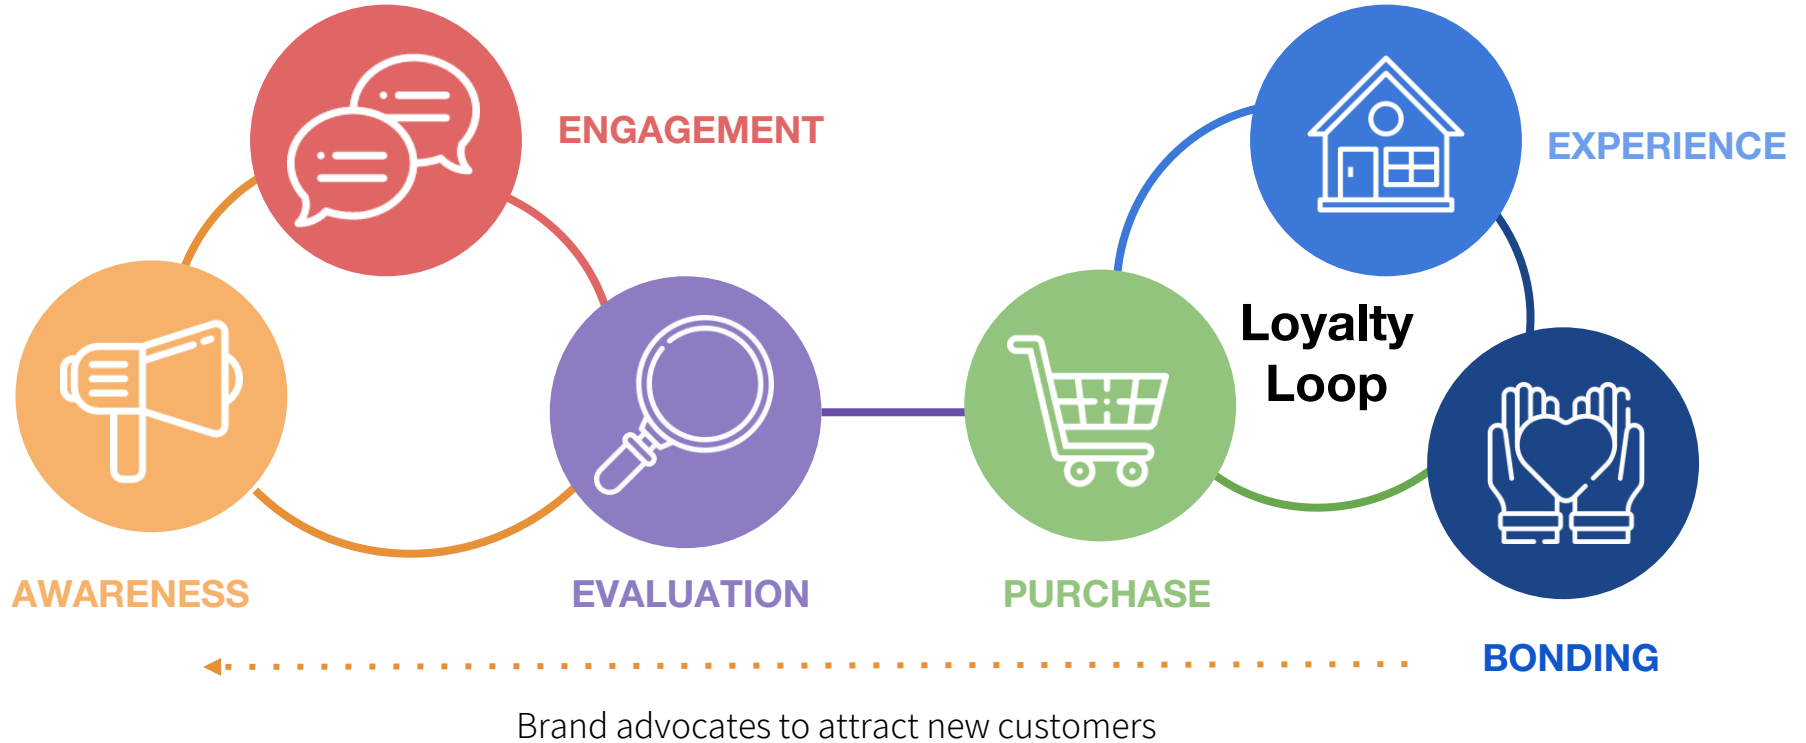 ENGAGEMENT
EXPERIENCE
Loyalty
Loop
AWARENESS
EVALUATION
PURCHASE
BONDING
Brand advocates to attract new customers